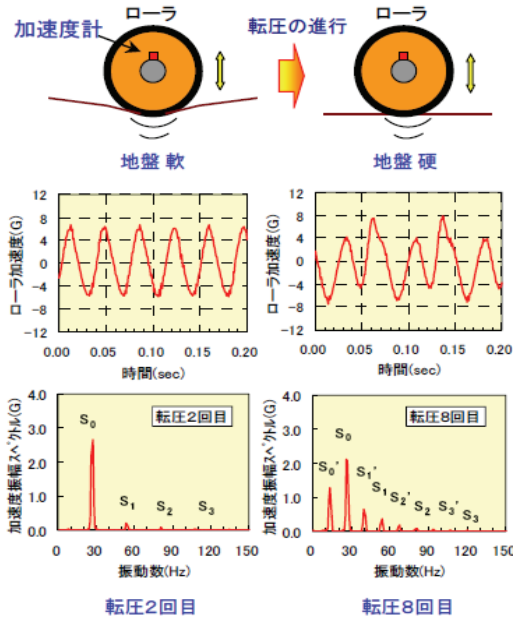 ローラ
加速度計
地盤 軟
転圧の進行
ローラ
地盤 硬
ローラ加速度(G)
12
8
4
0
-4
-8
-12
0.00 0.05 0.10 0.15 0.20
時間(sec)
ローラ加速度(G)
12
8
4
0
-4
-8
-12
0.00 0.05 0.10 0.15 0.20
時間(sec)
加速度振幅スペクトル(G)
4.0
3.0
2.0
1.0
0.0
転圧2回目
S0
S1 S2 S3
0 30 60 90 120 150
振動数(Hz)
転圧2回目
加速度振幅スペクトル(G)
4.0
3.0
2.0
1.0
0.0
転圧8回目
S0' S0 S1' S1 S2' S2 S3' S3
0 30 60 90 120 150
振動数(Hz)
転圧8回目